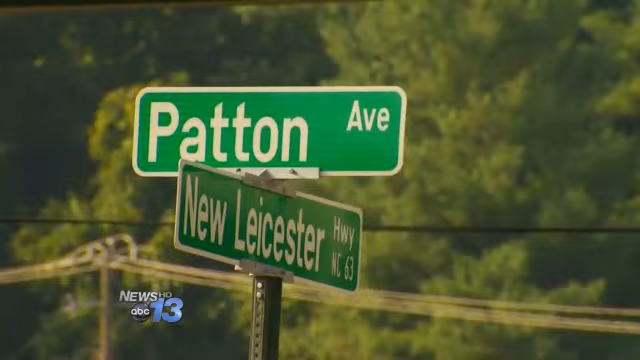 Patton Ave
New Leicester Hwy
NC 63
NEWS HD
abc 13